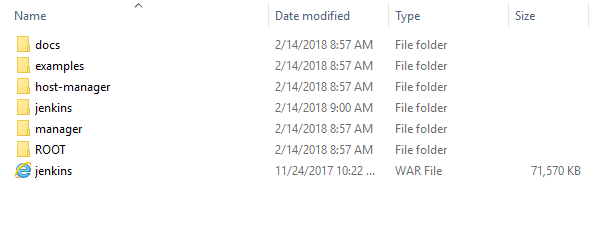 Name Date modified Type Size
docs 2/14/2018 8:57 AM File folder
examples 2/14/2018 8:57 AM File folder
host-manager 2/14/2018 8:57 AM File folder
jenkins 2/14/2018 9:00 AM File folder
manager 2/14/2018 8:57 AM File folder
ROOT 2/14/2018 8:57 AM File folder
jenkins 11/24/2017 10:22 ... WAR File 71,570 KB